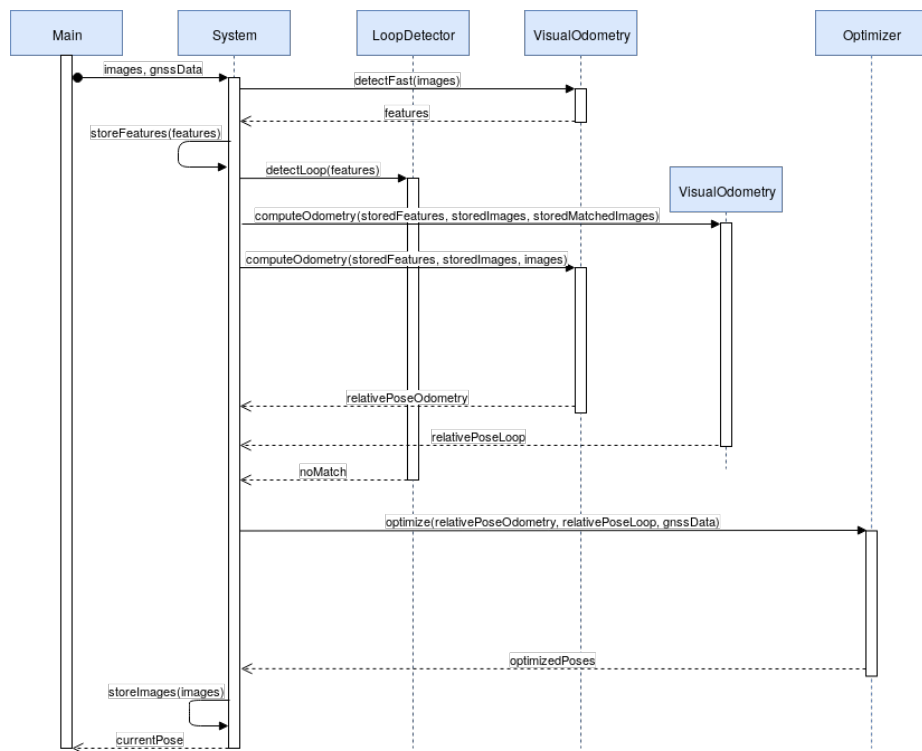 Main
System
LoopDetector
VisualOdometry
Optimizer
images, gnssData
detectFast(images)
features
storeFeatures(features)
detectLoop(features)
VisualOdometry
computeOdometry(storedFeatures, storedImages, storedMatchedImages)
computeOdometry(storedFeatures, storedImages, images)
relativePoseOdometry
relativePoseLoop
noMatch
optimize(relativePoseOdometry, relativePoseLoop, gnssData)
optimizedPoses
storeImages(images)
currentPose